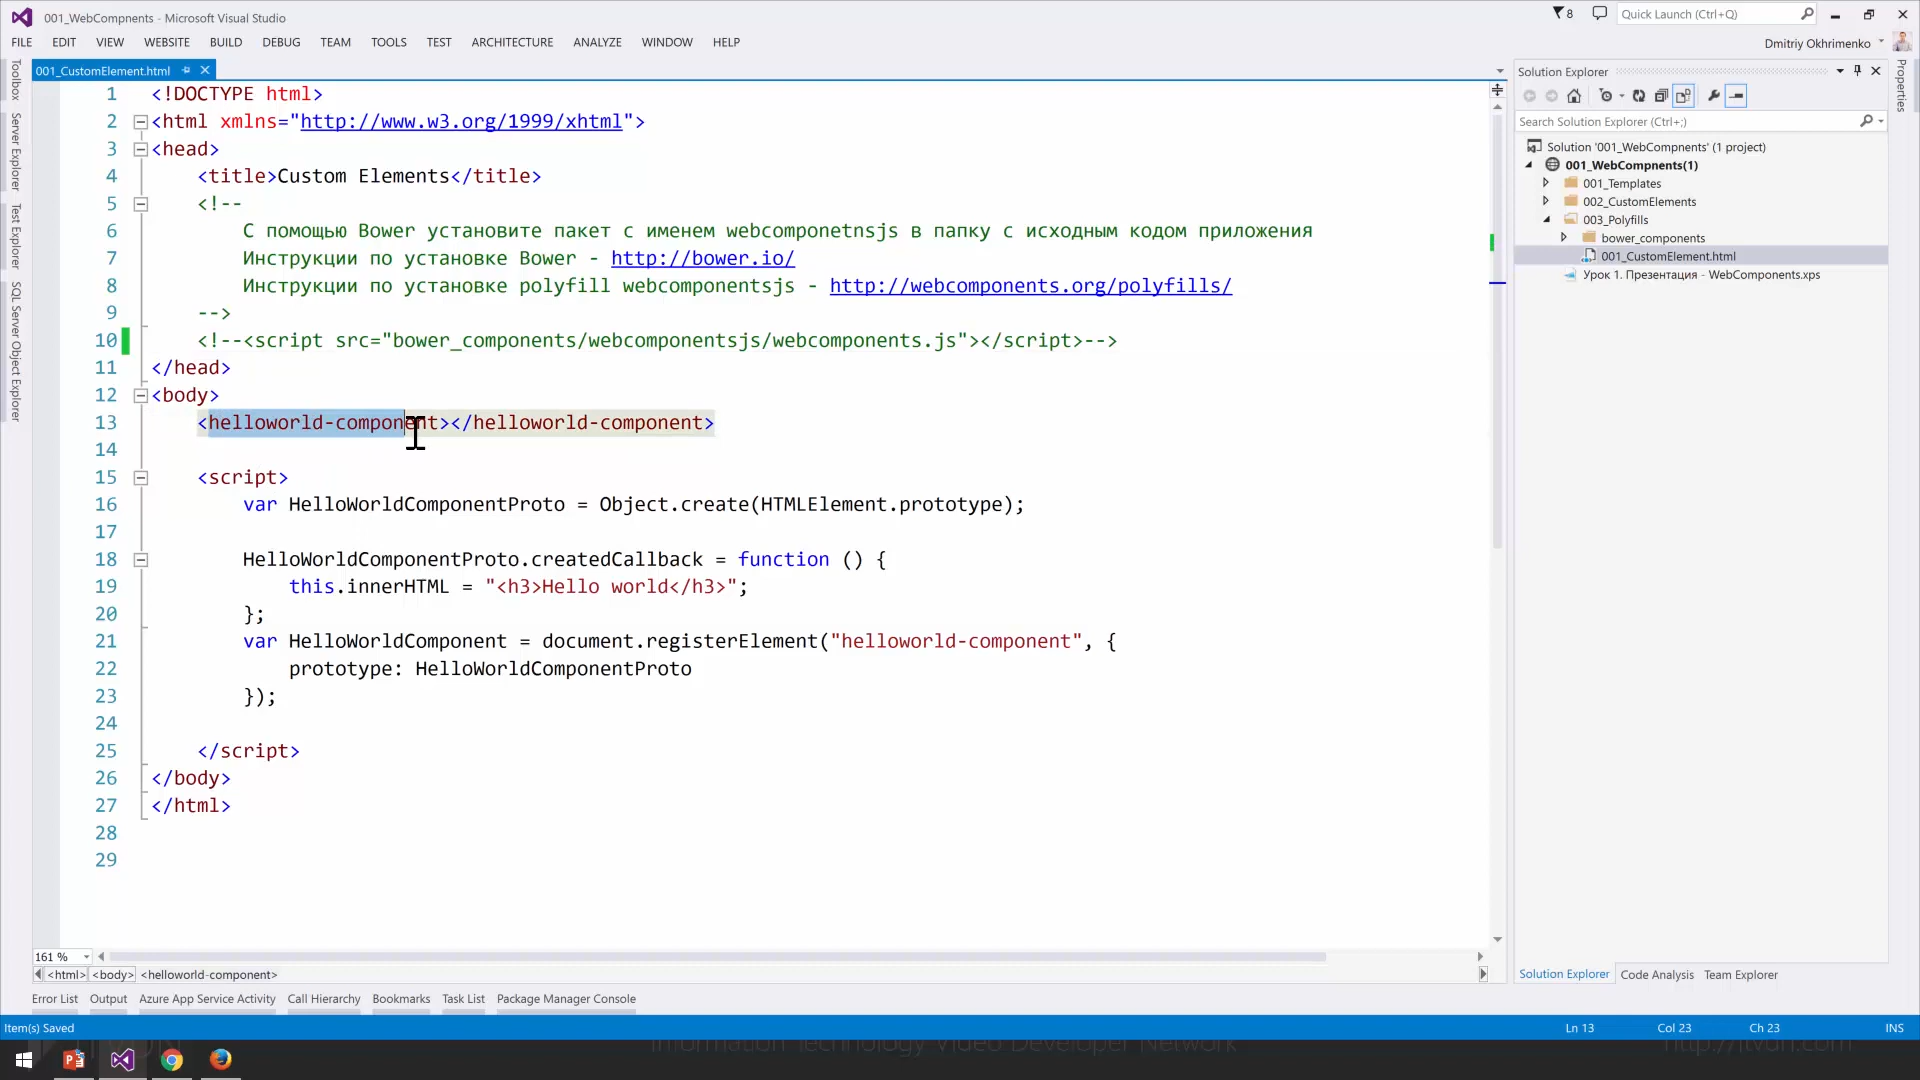 001_WebCompnents - Microsoft Visual Studio
8
Quick Launch (Ctrl+Q)
FILE EDIT VIEW WEBSITE BUILD DEBUG TEAM TOOLS TEST ARCHITECTURE ANALYZE WINDOW HELP
Dmitriy Okhrimenko
001_CustomElement.html
Toolbox
Server Explorer
Test Explorer
SQL Server Object Explorer
1 <!DOCTYPE html>
2 <html xmlns="http://www.w3.org/1999/xhtml">
3 <head>
4 <title>Custom Elements</title>
5 <!--
6 С помощью Bower установите пакет с именем webcomponetnsjs в папку с исходным кодом приложения
7 Инструкции по установке Bower - http://bower.io/
8 Инструкции по установке polyfill webcomponentsjs - http://webcomponents.org/polyfills/
9 -->
10 <!--<script src="bower_components/webcomponentsjs/webcomponents.js"></script>-->
11 </head>
12 <body>
13 <helloworld-component></helloworld-component>
14
15 <script>
16 var HelloWorldComponentProto = Object.create(HTMLElement.prototype);
17
18 HelloWorldComponentProto.createdCallback = function () {
19 this.innerHTML = "<h3>Hello world</h3>";
20 };
21 var HelloWorldComponent = document.registerElement("helloworld-component", {
22 prototype: HelloWorldComponentProto
23 });
24
25 </script>
26 </body>
27 </html>
28
29
161 %
<html> <body> <helloworld-component>
Solution Explorer
Search Solution Explorer (Ctrl+;)
Solution '001_WebCompnents' (1 project)
001_WebCompnents(1)
001_Templates
002_CustomElements
003_Polyfills
bower_components
001_CustomElement.html
Урок 1. Презентация - WebComponents.xps
Properties
Solution Explorer Code Analysis Team Explorer
Error List Output Azure App Service Activity Call Hierarchy Bookmarks Task List Package Manager Console
Item(s) Saved
Ln 13 Col 23 Ch 23 INS
Information Technology Video Developer Network
http://itvdn.com